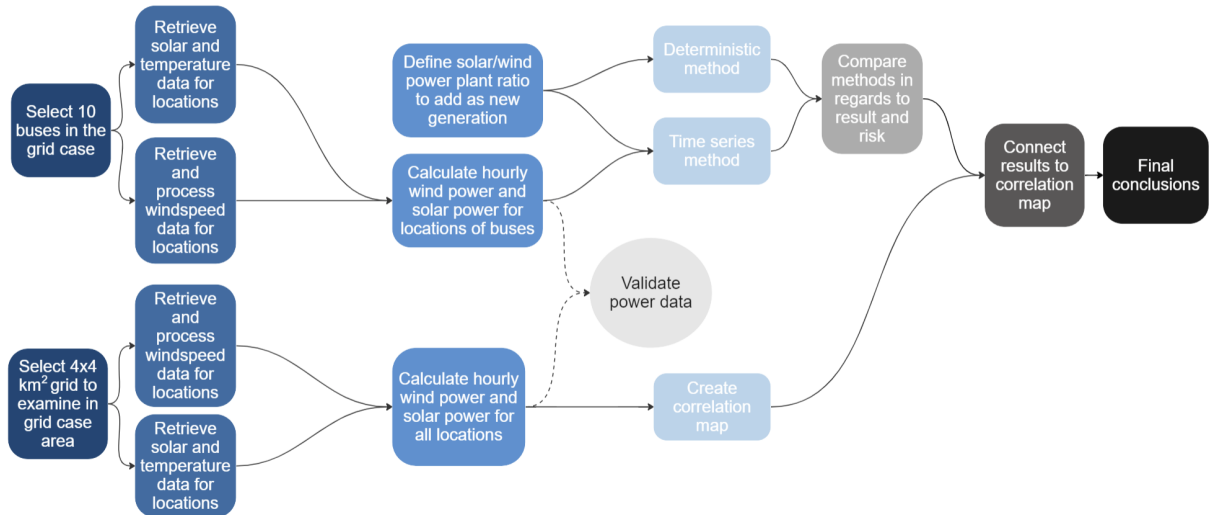 Retrieve
solar and
temperature
data for
locations
Select 10
buses in the
grid case
Retrieve
and
process
windspeed
data for
locations
Define solar/wind
power plant ratio
to add as new
generation
Calculate hourly
wind power and
solar power for
locations of buses
Deterministic
method
Time series
method
Compare
methods in
regards to
result and
risk
Connect
results to
correlation
map
Final
conclusions
Validate
power data
Select 4x4
km² grid to
examine in
grid case
area
Retrieve
and
process
windspeed
data for
locations
Retrieve
solar and
temperature
data for
locations
Calculate hourly
wind power and
solar power for
all locations
Create
correlation
map